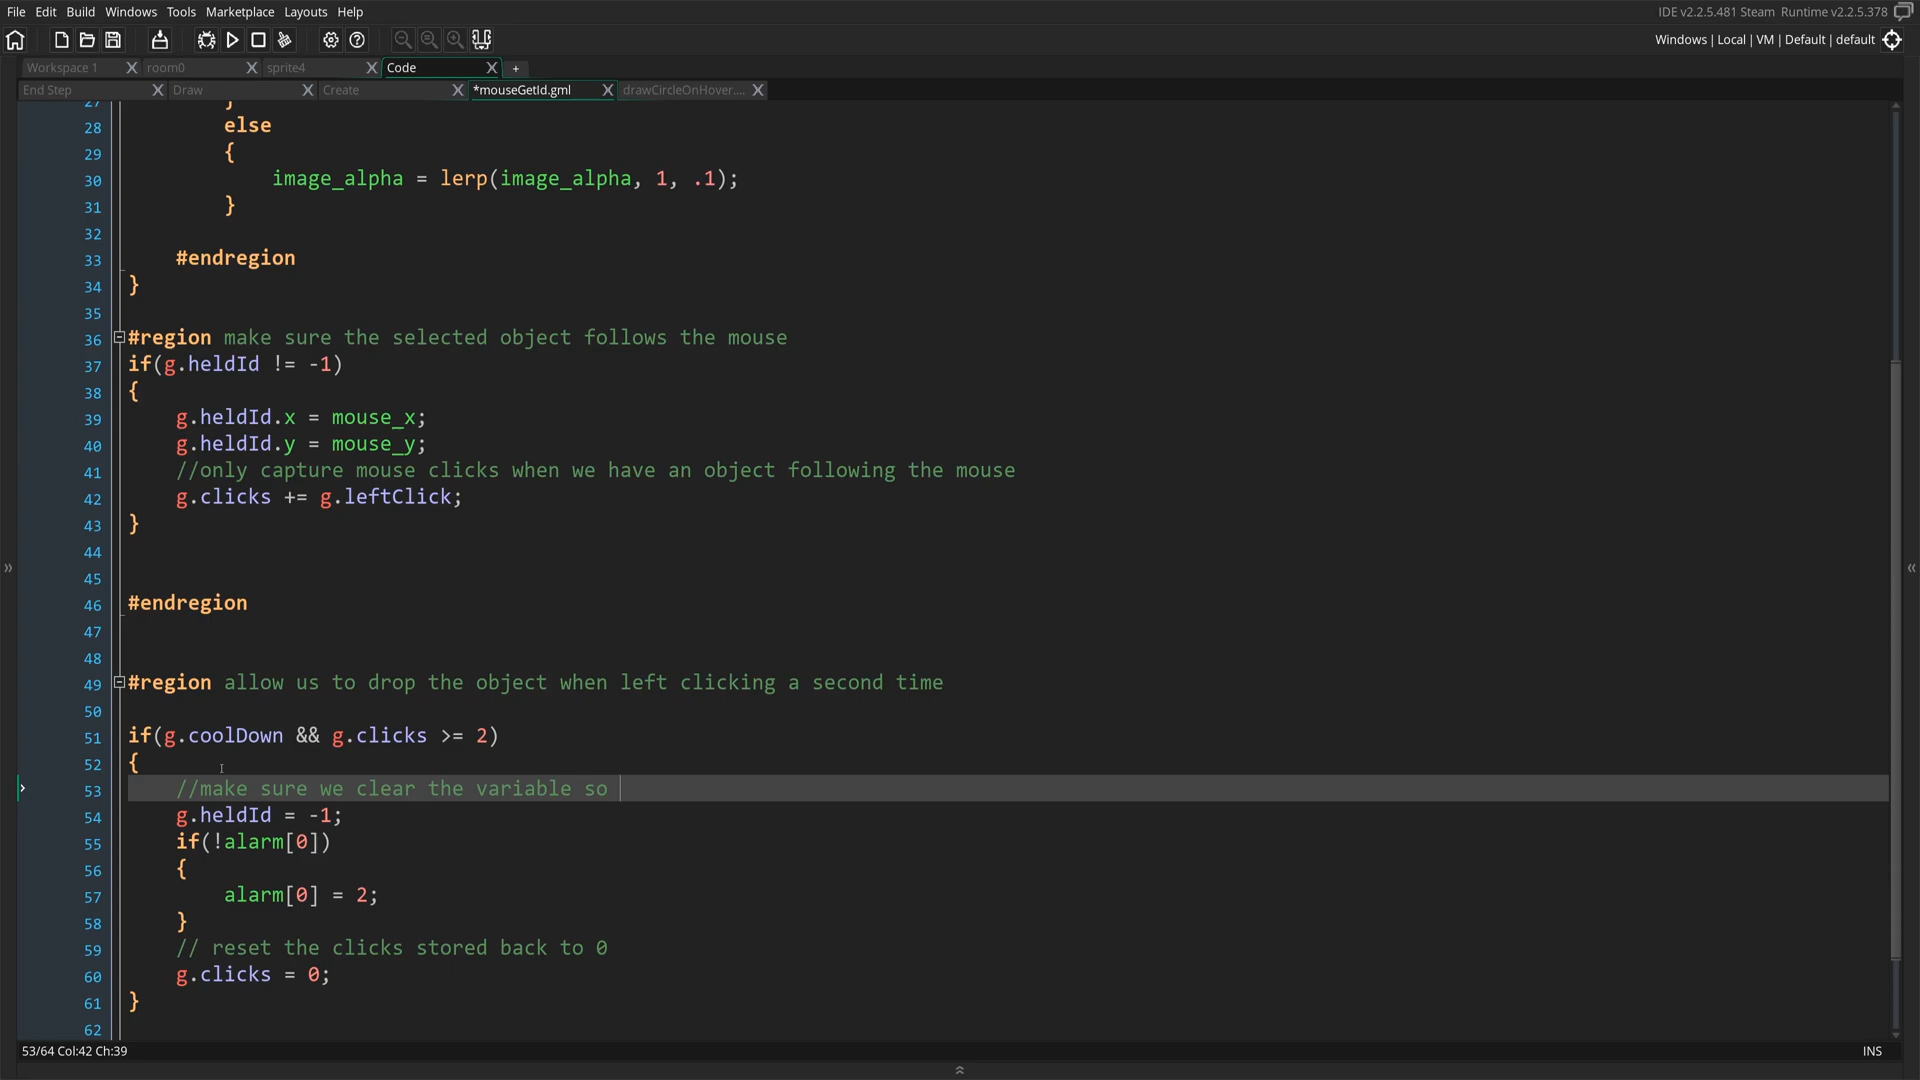 File Edit Build Windows Tools Marketplace Layouts Help
IDE v2.2.5.481 Steam Runtime v2.2.5.378
Windows | Local | VM | Default | default
Workspace 1 X room0 X sprite4 X Code X +
End Step X Draw X Create X *mouseGetId.gml X drawCircleOnHover.... X
27 }
28 else
29 {
30 image_alpha = lerp(image_alpha, 1, .1);
31 }
32
33 #endregion
34 }
35
36 #region make sure the selected object follows the mouse
37 if(g.heldId != -1)
38 {
39 g.heldId.x = mouse_x;
40 g.heldId.y = mouse_y;
41 //only capture mouse clicks when we have an object following the mouse
42 g.clicks += g.leftClick;
43 }
44
45
46 #endregion
47
48
49 #region allow us to drop the object when left clicking a second time
50
51 if(g.coolDown && g.clicks >= 2)
52 {
53 //make sure we clear the variable so
54 g.heldId = -1;
55 if(!alarm[0])
56 {
57 alarm[0] = 2;
58 }
59 // reset the clicks stored back to 0
60 g.clicks = 0;
61 }
62
53/64 Col:42 Ch:39
INS